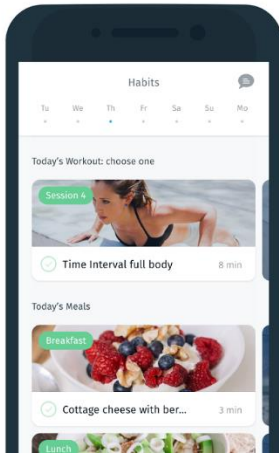 Habits
Tu We Th Fr Sa Su Mo
Today's Workout: choose one
Session 4
Time Interval full body 8 min
Today's Meals
Breakfast
Cottage cheese with ber... 3 min
Lunch